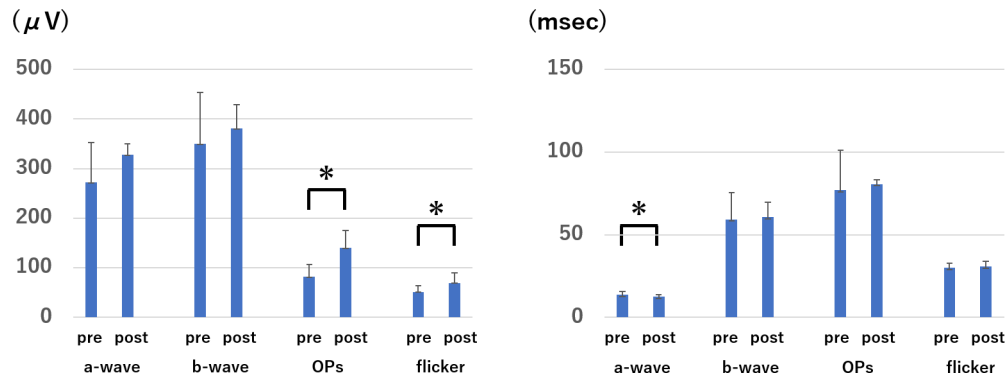 (μV)
500
400
300
200
100
0
*
*
pre post pre post pre post pre post
a-wave b-wave OPs flicker
(msec)
150
100
50
0
*
pre post pre post pre post pre post
a-wave b-wave OPs flicker